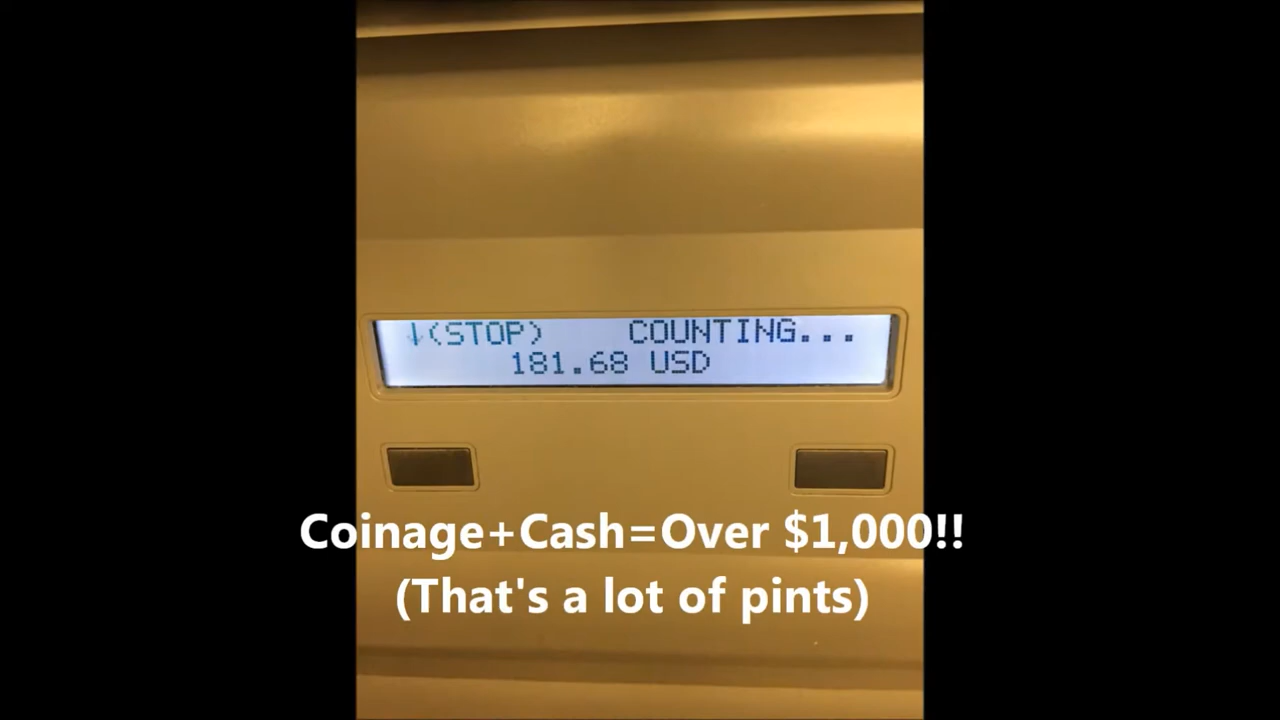 ↓(STOP) COUNTING...
181.68 USD
Coinage+Cash=Over $1,000!!
(That's a lot of pints)